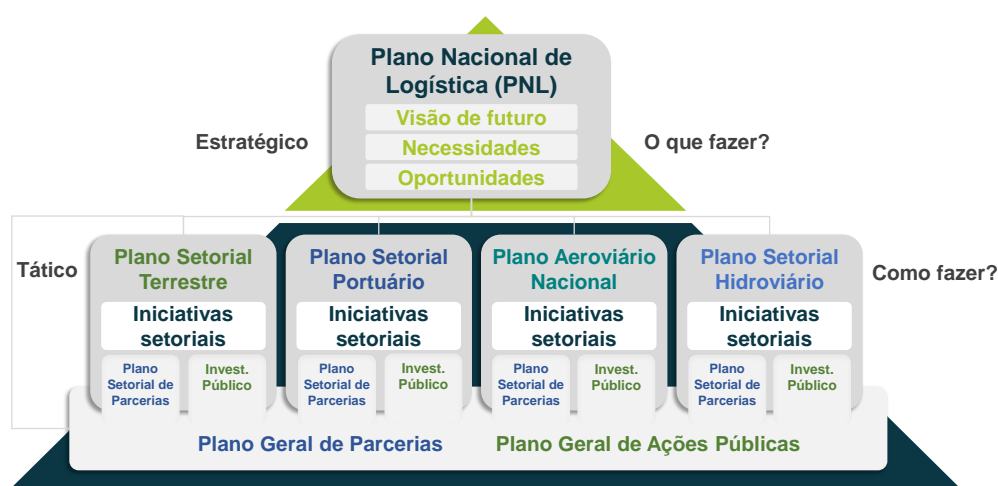 Plano Nacional de
Logística (PNL)
Visão de futuro
Necessidades
Oportunidades
Estratégico
O que fazer?
Tático
Como fazer?
Plano Setorial
Terrestre
Iniciativas
setoriais
Plano
Setorial de
Parcerias
Invest.
Público
Plano Setorial
Portuário
Iniciativas
setoriais
Plano
Setorial de
Parcerias
Invest.
Público
Plano Aeroviário
Nacional
Iniciativas
setoriais
Plano
Setorial de
Parcerias
Invest.
Público
Plano Setorial
Hidroviário
Iniciativas
setoriais
Plano
Setorial de
Parcerias
Invest.
Público
Plano Geral de Parcerias
Plano Geral de Ações Públicas